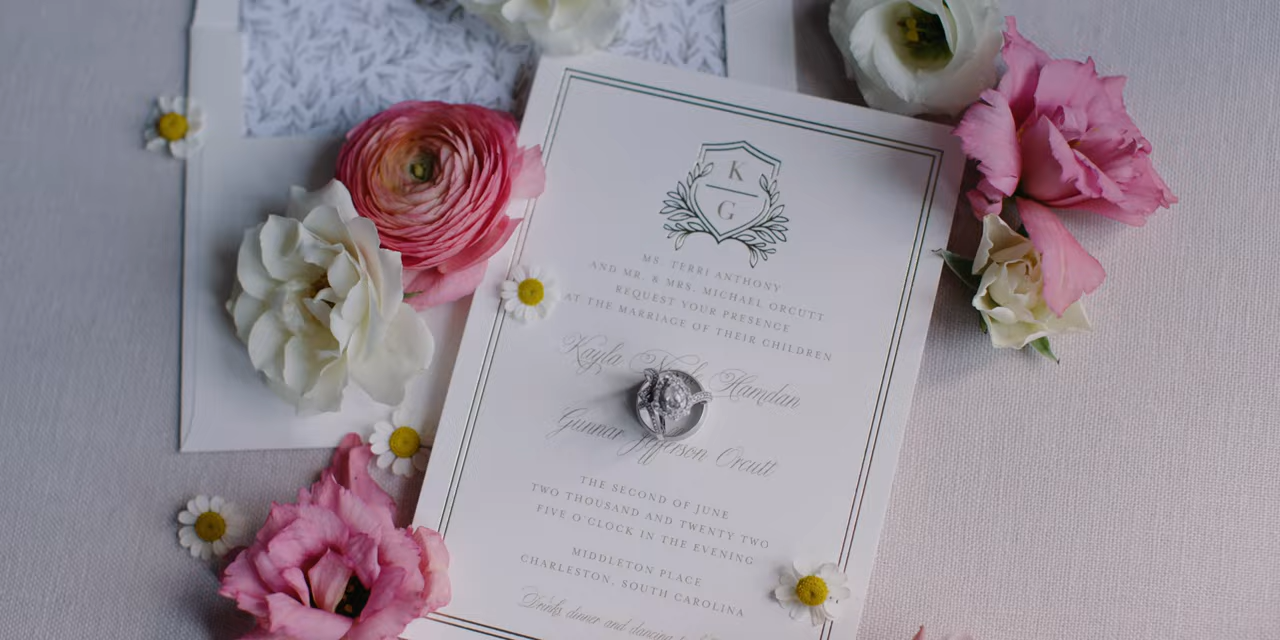 K
G
MS. TERRI ANTHONY
AND MR. & MRS. MICHAEL ORCUTT
REQUEST YOUR PRESENCE
AT THE MARRIAGE OF THEIR CHILDREN
Kayla Hamdan
Gunnar Jefferson Orcutt
THE SECOND OF JUNE
TWO THOUSAND AND TWENTY TWO
FIVE O'CLOCK IN THE EVENING
MIDDLETON PLACE
CHARLESTON, SOUTH CAROLINA
Drinks, dinner and dancing